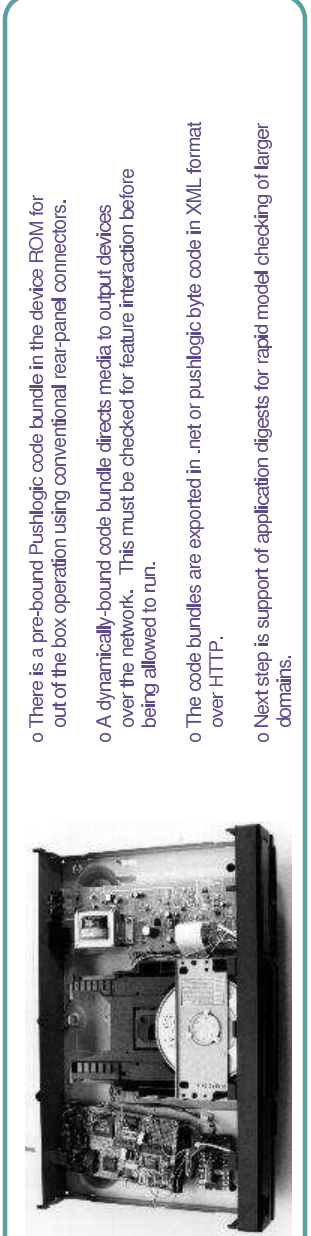 o There is a pre-bound Pushlogic code bundle in the device ROM for
out of the box operation using conventional rear-panel connectors.
o A dynamically-bound code bundle directs media to output devices
over the network. This must be checked for feature interaction before
being allowed to run.
o The code bundles are exported in .net or pushlogic byte code in XML format
over HTTP.
o Next step is support of application digests for rapid model checking of larger
domains.